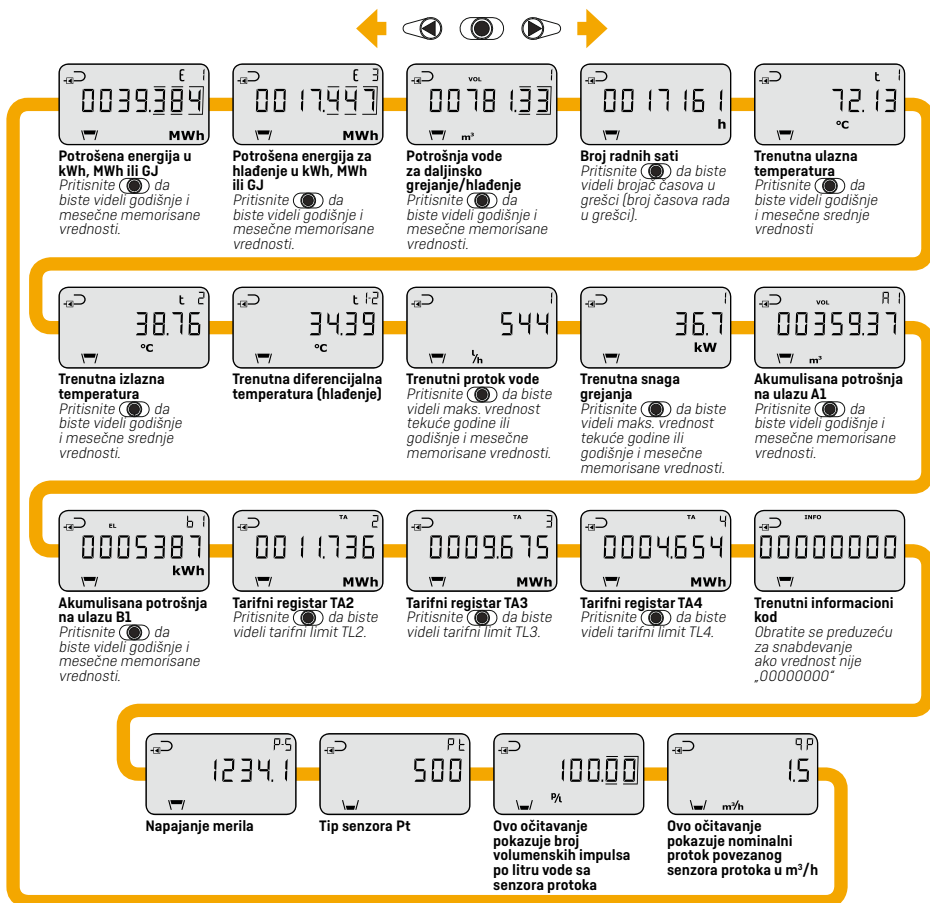 E 1
0039.384
MWh
Potrošena energija u
kWh, MWh ili GJ
Pritisnite da
biste videli godišnje i
mesečne memorisane
vrednosti.
E 3
0017.447
MWh
Potrošena energija za
hlađenje u kWh, MWh
ili GJ
Pritisnite da
biste videli godišnje i
mesečne memorisane
vrednosti.
VOL 1
00781.33
m³
Potrošnja vode
za daljinsko
grejanje/hlađenje
Pritisnite da
biste videli godišnje i
mesečne memorisane
vrednosti.
0017161
h
Broj radnih sati
Pritisnite da biste
videli brojač časova u
grešci (broj časova rada
u grešci).
t 1
72.13
°C
Trenutna ulazna
temperatura
Pritisnite da
biste videli godišnje
i mesečne srednje
vrednosti
t 2
38.76
°C
Trenutna izlazna
temperatura
Pritisnite da
biste videli godišnje
i mesečne srednje
vrednosti.
t 1-2
34.39
°C
Trenutna diferencijalna
temperatura (hlađenje)
1
544
l/h
Trenutni protok vode
Pritisnite da biste
videli maks. vrednost
tekuće godine ili
godišnje i mesečne
memorisane vrednosti.
1
36.7
kW
Trenutna snaga
grejanja
Pritisnite da biste
videli maks. vrednost
tekuće godine ili
godišnje i mesečne
memorisane vrednosti.
VOL A1
00359.37
m³
Akumulisana potrošnja
na ulazu A1
Pritisnite da
biste videli godišnje i
mesečne memorisane
vrednosti.
EL b1
0005387
kWh
Akumulisana potrošnja
na ulazu B1
Pritisnite da
biste videli godišnje i
mesečne memorisane
vrednosti.
TA 2
0011.736
MWh
Tarifni registar TA2
Pritisnite da biste
videli tarifni limit TL2.
TA 3
0009.675
MWh
Tarifni registar TA3
Pritisnite da biste
videli tarifni limit TL3.
TA 4
0004.654
MWh
Tarifni registar TA4
Pritisnite da biste
videli tarifni limit TL4.
INFO
00000000
Trenutni informacioni
kod
Obratite se preduzeću
za snabdevanje
ako vrednost nije
„00000000“
P-S
1234.1
Napajanje merila
Pt
500
Tip senzora Pt
100.00
P/l
Ovo očitavanje
pokazuje broj
volumenskih impulsa
po litru vode sa
senzora protoka
qP
1.5
m³/h
Ovo očitavanje
pokazuje nominalni
protok povezanog
senzora protoka u m³/h